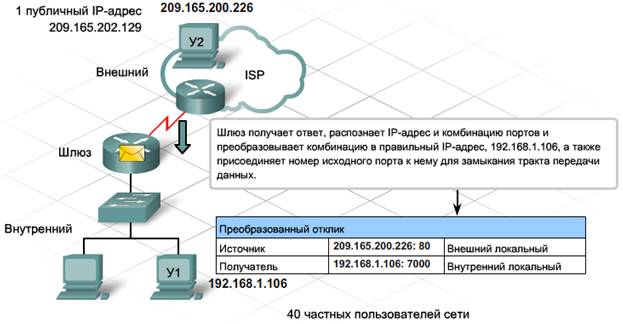 1 публичный IP-адрес
209.165.202.129
209.165.200.226
У2
Внешний
ISP
Шлюз
Шлюз получает ответ, распознает IP-адрес и комбинацию портов и
преобразовывает комбинацию в правильный IP-адрес, 192.168.1.106, а также
присоединяет номер исходного порта к нему для замыкания тракта передачи
данных.
Внутренний
Преобразованный отклик
Источник 209.165.200.226: 80 Внешний локальный
Получатель 192.168.1.106: 7000 Внутренний локальный
У1
192.168.1.106
40 частных пользователей сети